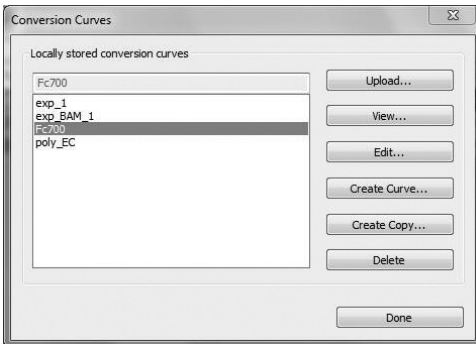 Conversion Curves
Locally stored conversion curves
Fc700
Upload...
exp_1
exp_BAM_1
Fc700
poly_EC
View...
Edit...
Create Curve...
Create Copy...
Delete
Done